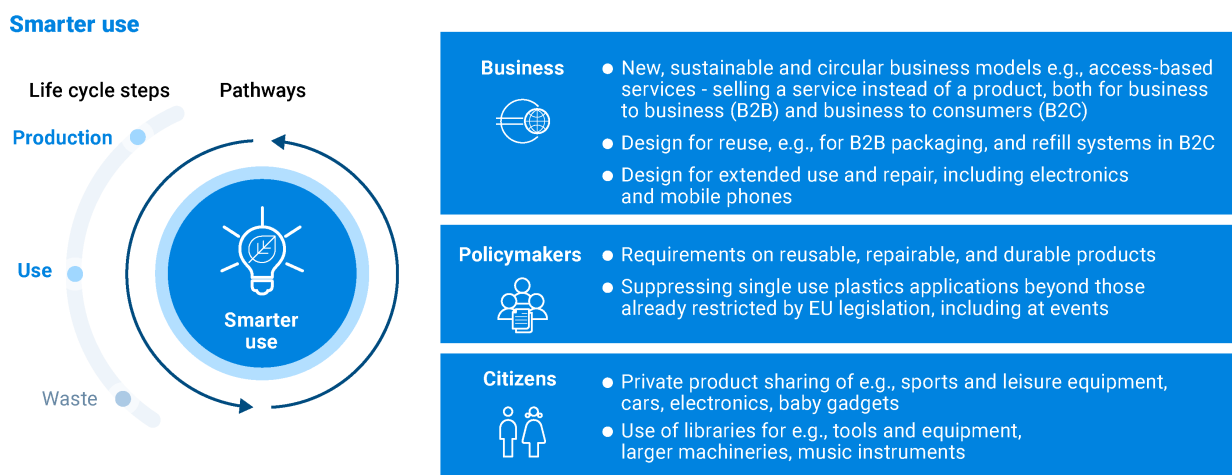 Smarter use
Life cycle steps
Pathways
Production
Use
Waste
Smarter
use
Business
● New, sustainable and circular business models e.g., access-based
services - selling a service instead of a product, both for business
to business (B2B) and business to consumers (B2C)
● Design for reuse, e.g., for B2B packaging, and refill systems in B2C
● Design for extended use and repair, including electronics
and mobile phones
Policymakers
● Requirements on reusable, repairable, and durable products
● Suppressing single use plastics applications beyond those
already restricted by EU legislation, including at events
Citizens
● Private product sharing of e.g., sports and leisure equipment,
cars, electronics, baby gadgets
● Use of libraries for e.g., tools and equipment,
larger machineries, music instruments